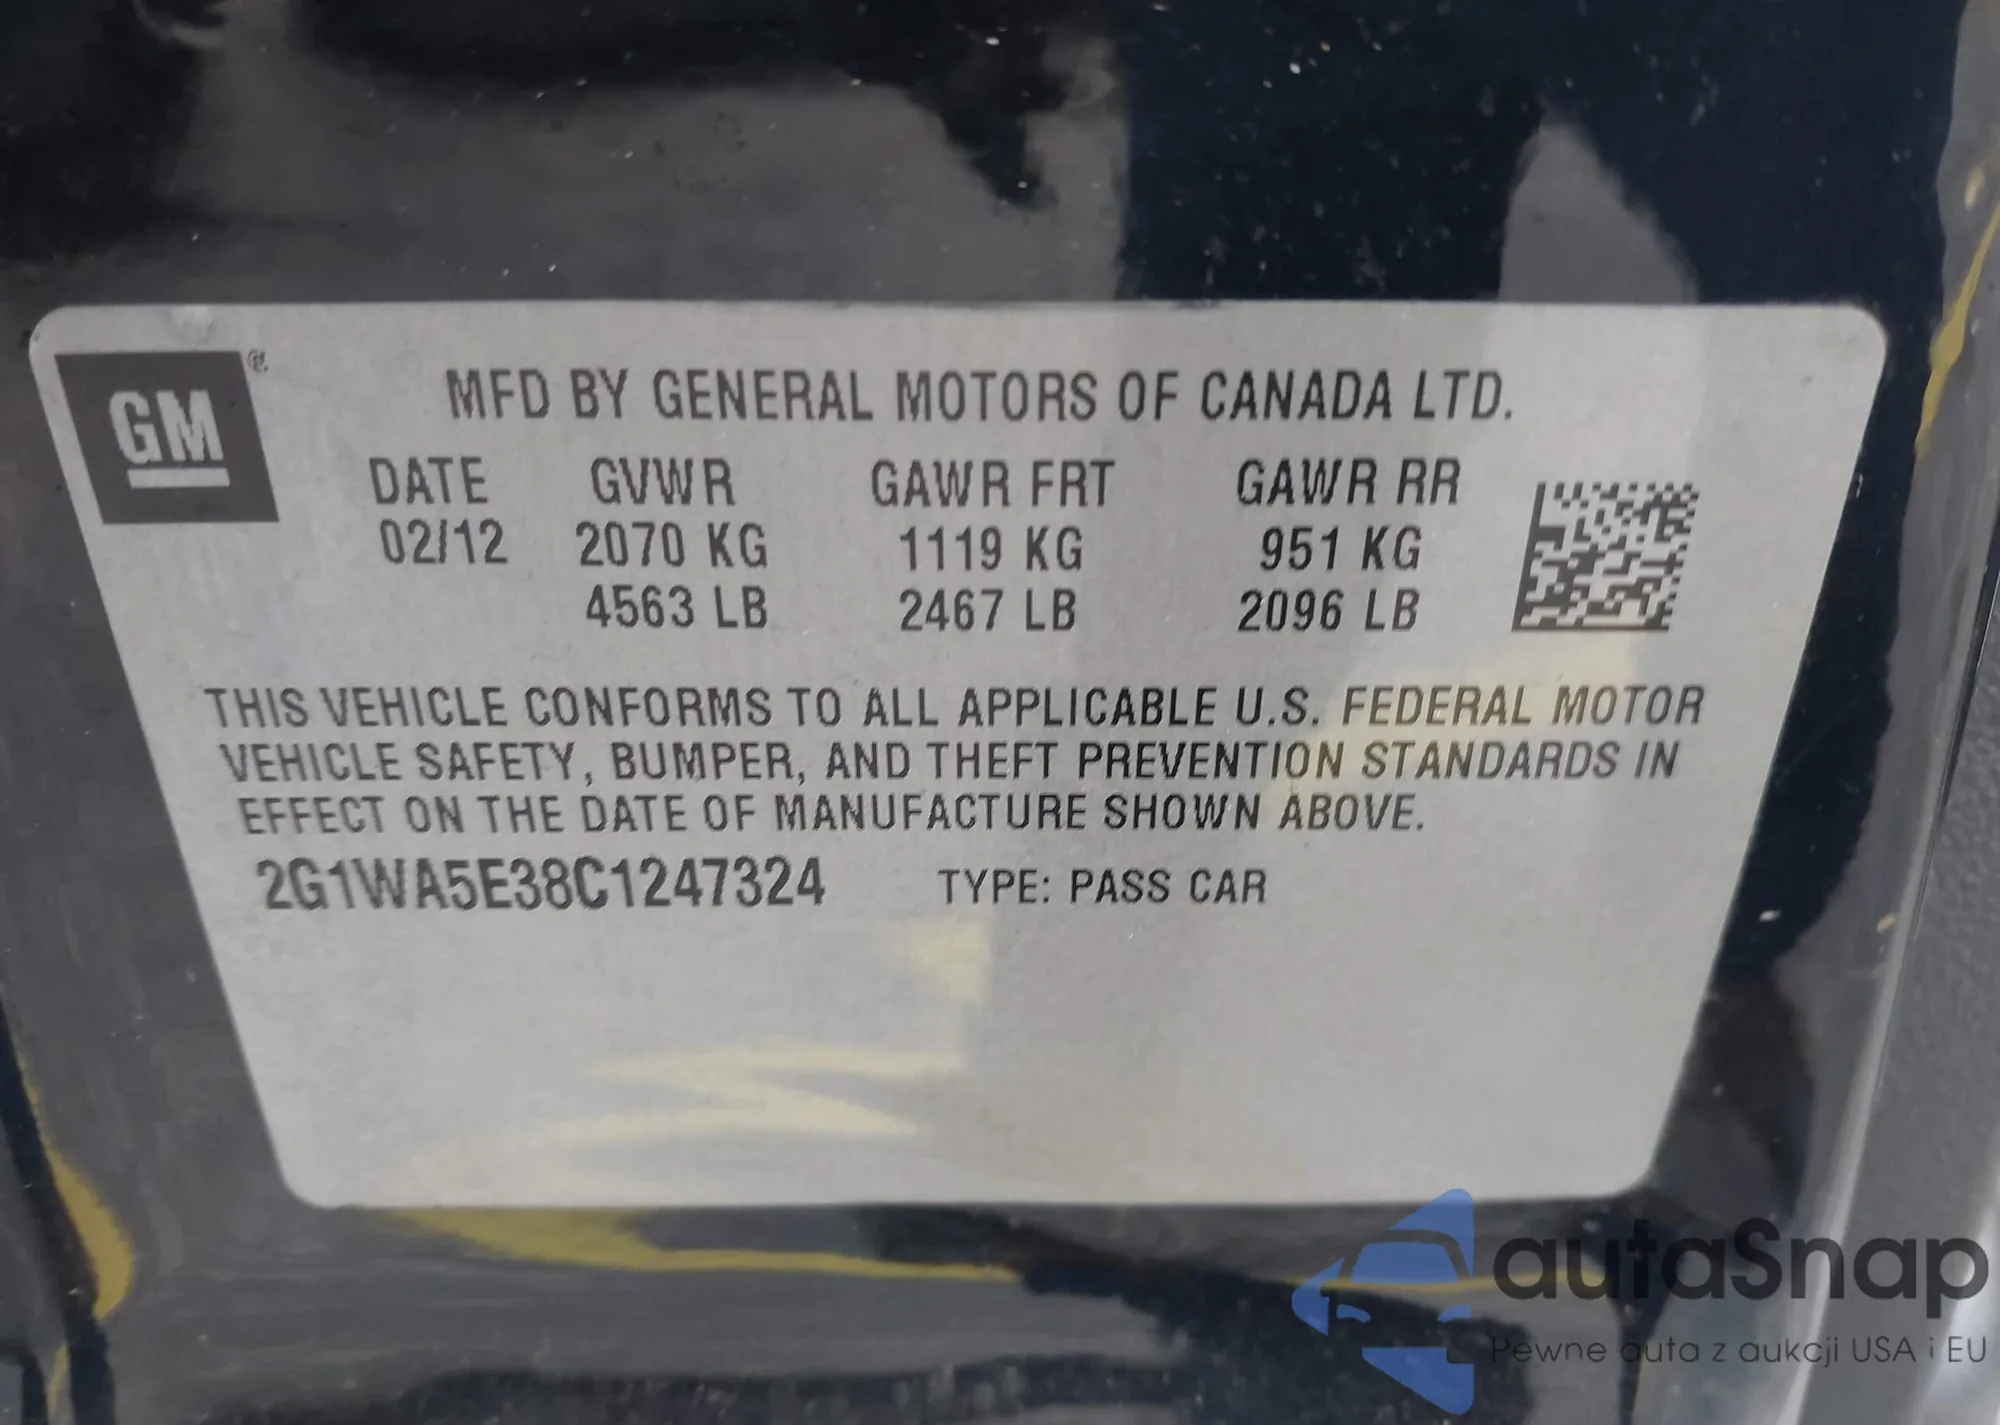 GM ®
MFD BY GENERAL MOTORS OF CANADA LTD.
DATE GVWR GAWR FRT GAWR RR
02/12 2070 KG 1119 KG 951 KG
4563 LB 2467 LB 2096 LB
THIS VEHICLE CONFORMS TO ALL APPLICABLE U.S. FEDERAL MOTOR
VEHICLE SAFETY, BUMPER, AND THEFT PREVENTION STANDARDS IN
EFFECT ON THE DATE OF MANUFACTURE SHOWN ABOVE.
2G1WA5E38C1247324 TYPE: PASS CAR
autaSnap
Pewne auta z aukcji USA i EU